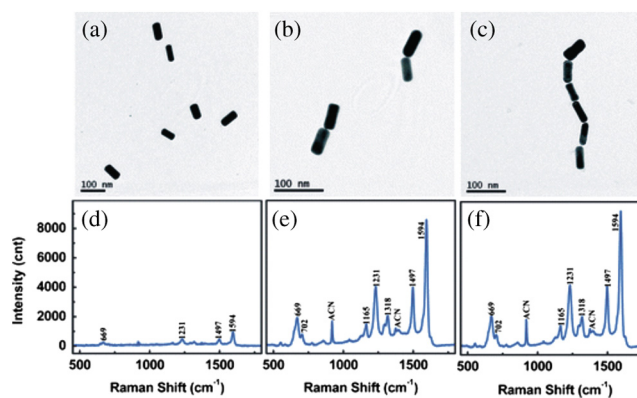 (a) (b) (c)
100 nm 100 nm 100 nm
(d) (e) (f)
Intensity (cnt)
8000
6000
4000
2000
0
669 1231 1497 1594
669 702 ACN 1165 1231 1318 ACN 1497 1594
669 702 ACN 1165 1231 1318 ACN 1497 1594
500 1000 1500 500 1000 1500 500 1000 1500
Raman Shift (cm⁻¹) Raman Shift (cm⁻¹) Raman Shift (cm⁻¹)